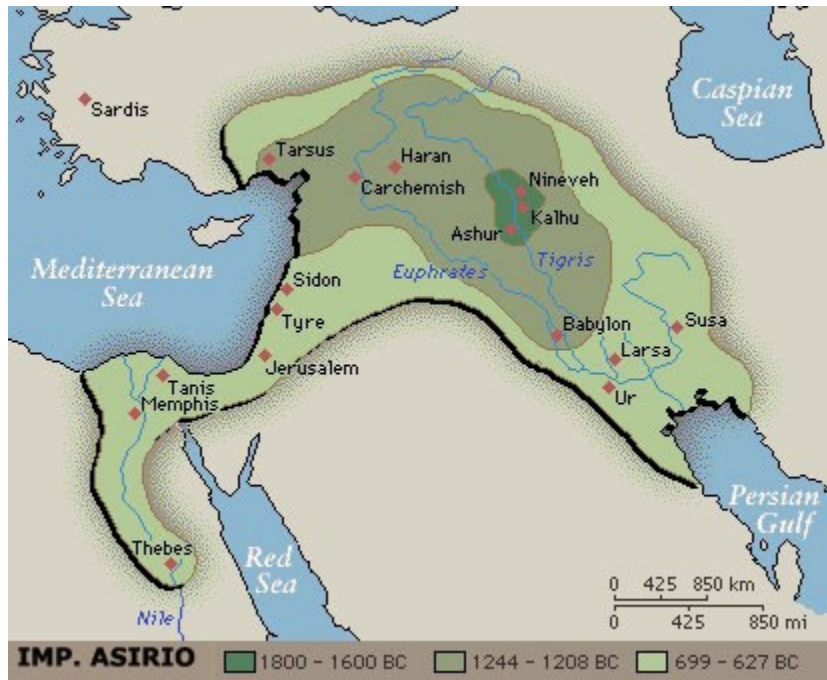 Caspian
Sea
Sardis
Tarsus
Haran
Carchemish
Nineveh
Kalhu
Ashur
Tigris
Euphrates
Mediterranean
Sea
Sidon
Tyre
Babylon
Susa
Larsa
Jerusalem
Tanis
Memphis
Ur
Persian
Gulf
Thebes
Red
Sea
Nile
0 425 850 km
0 425 850 mi
IMP. ASIRIO 1800 - 1600 BC 1244 - 1208 BC 699 - 627 BC